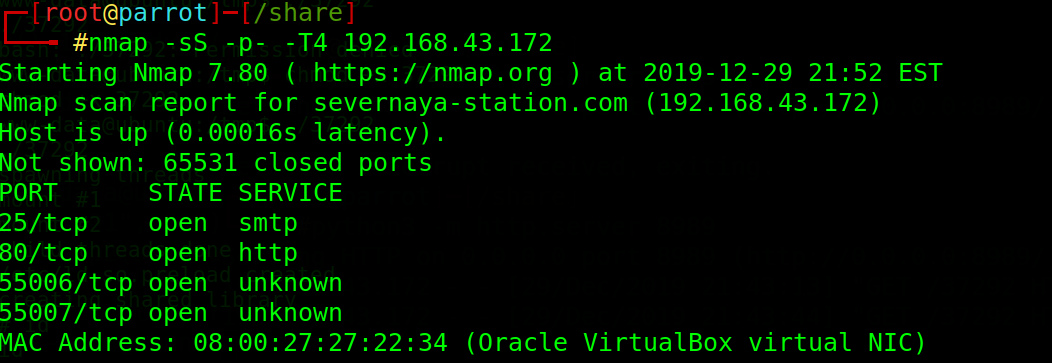 ┌─[root@parrot]─[/share]
└──╼ #nmap -sS -p- -T4 192.168.43.172
Starting Nmap 7.80 ( https://nmap.org ) at 2019-12-29 21:52 EST
Nmap scan report for severnaya-station.com (192.168.43.172)
Host is up (0.00016s latency).
Not shown: 65531 closed ports
PORT      STATE SERVICE
25/tcp    open  smtp
80/tcp    open  http
55006/tcp open  unknown
55007/tcp open  unknown
MAC Address: 08:00:27:27:22:34 (Oracle VirtualBox virtual NIC)